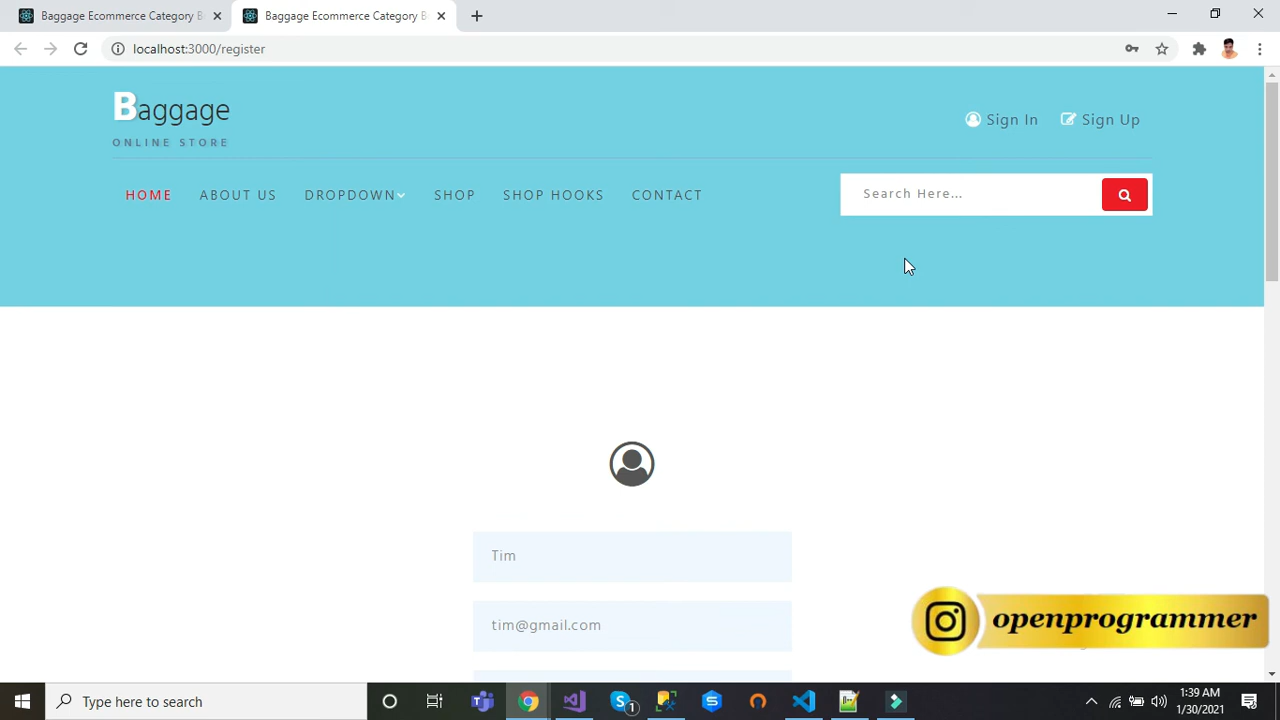 Baggage Ecommerce Category B
Baggage Ecommerce Category B
localhost:3000/register
Baggage
ONLINE STORE
Sign In
Sign Up
HOME
ABOUT US
DROPDOWN
SHOP
SHOP HOOKS
CONTACT
Search Here...
Tim
tim@gmail.com
openprogrammer
Type here to search
1
1:39 AM
1/30/2021